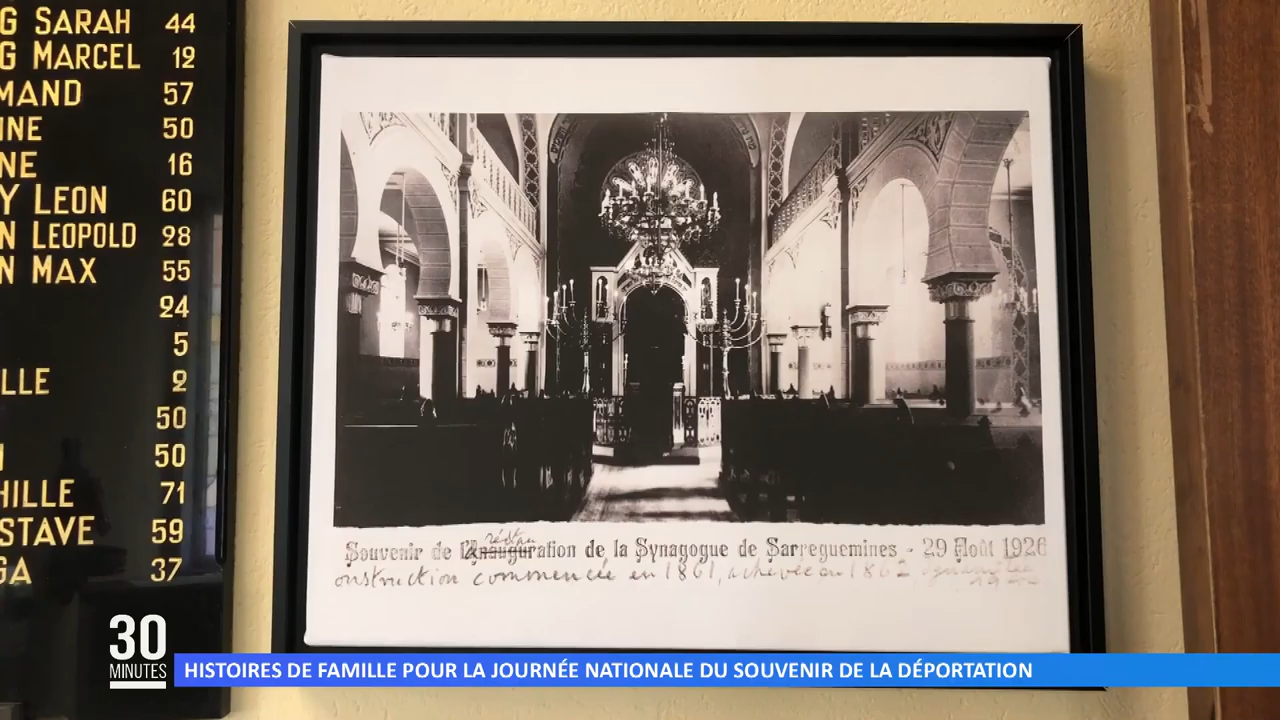 G SARAH 44
G MARCEL 12
MAND 57
INE 50
NE 16
Y LEON 60
N LEOPOLD 28
N MAX 55
24
5
LLE 2
50
50
HILLE 71
STAVE 59
GA 37
restau
Souvenir de l'Inauguration de la Synagogue de Sarreguemines - 29 Août 1926
onstruction commencée en 1861, achevée en 1862
30
MINUTES
HISTOIRES DE FAMILLE POUR LA JOURNÉE NATIONALE DU SOUVENIR DE LA DÉPORTATION